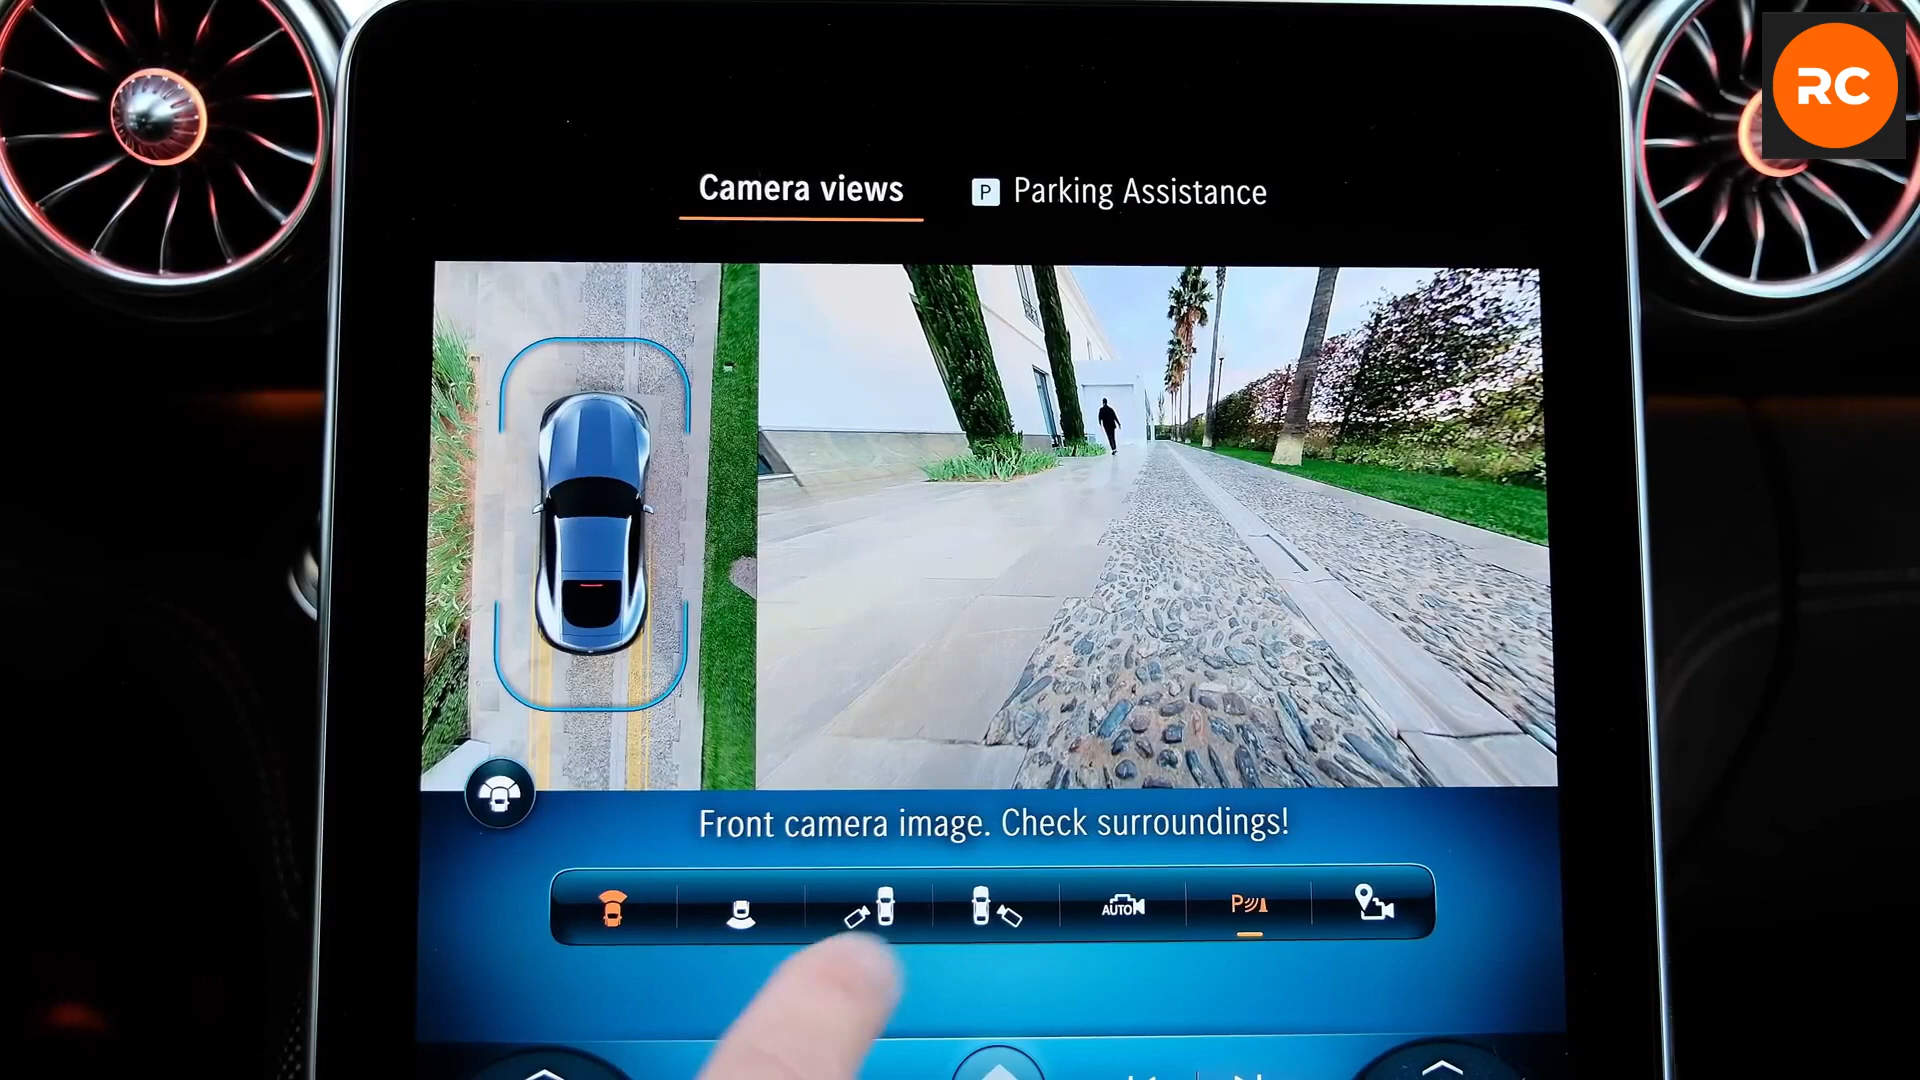 RC
Camera views
P Parking Assistance
Front camera image. Check surroundings!
AUTO
P